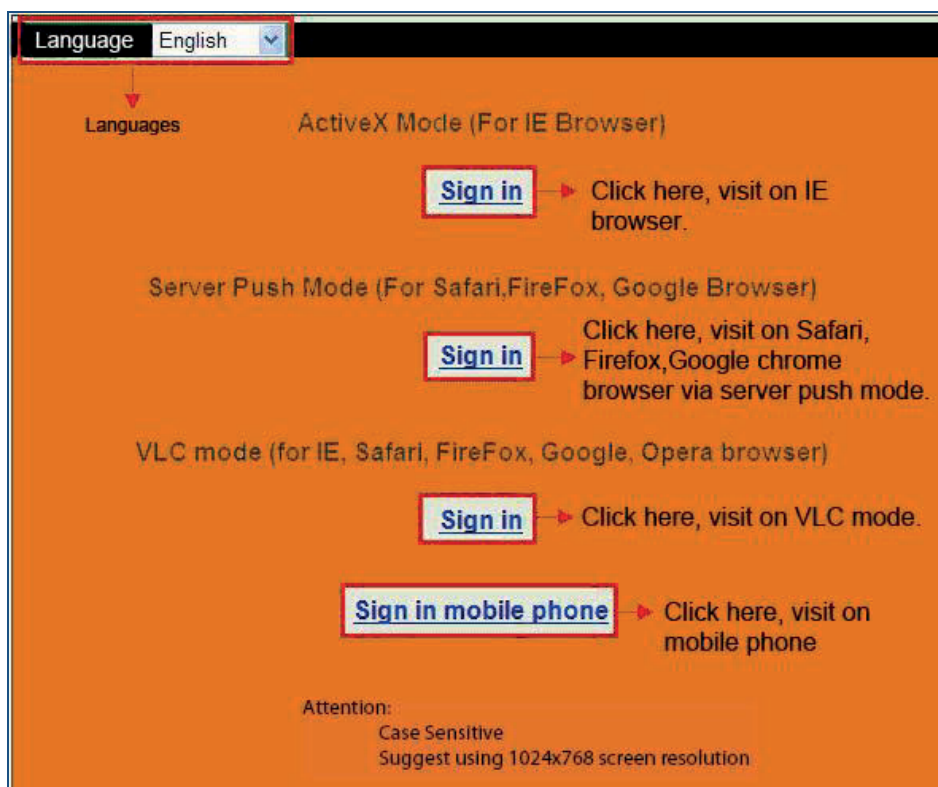 Language English
Languages
ActiveX Mode (For IE Browser)
Sign in
Click here, visit on IE
browser.
Server Push Mode (For Safari,FireFox, Google Browser)
Sign in
Click here, visit on Safari,
Firefox,Google chrome
browser via server push mode.
VLC mode (for IE, Safari, FireFox, Google, Opera browser)
Sign in
Click here, visit on VLC mode.
Sign in mobile phone
Click here, visit on
mobile phone
Attention:
Case Sensitive
Suggest using 1024x768 screen resolution